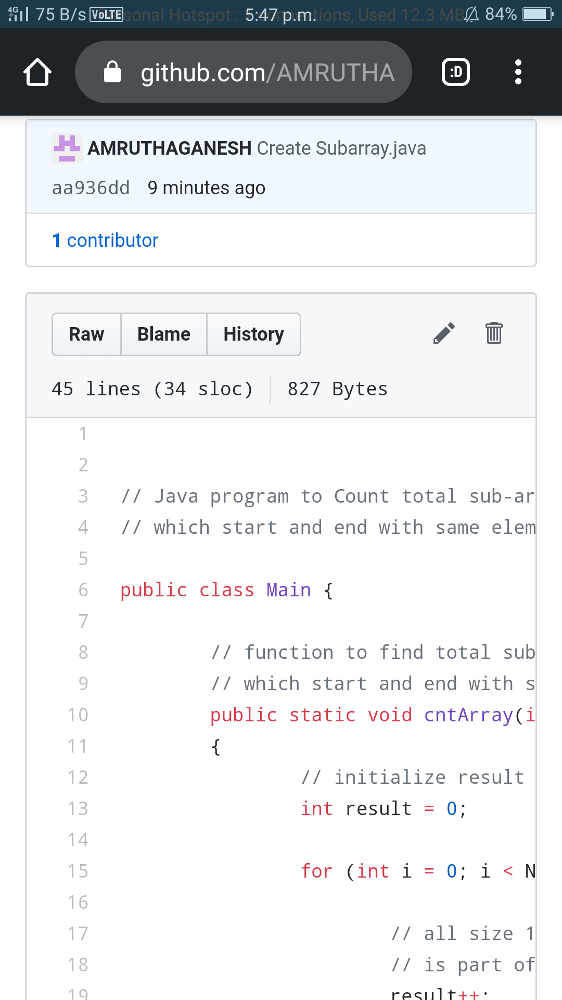 4G 75 B/s VoLTE sonal Hotspot : 5:47 p.m. tions, Used 12.3 MB 84%
github.com/AMRUTHA
:D
AMRUTHAGANESH Create Subarray.java
aa936dd 9 minutes ago
1 contributor
Raw Blame History
45 lines (34 sloc) 827 Bytes
1
2
3 // Java program to Count total sub-ar
4 // which start and end with same elem
5
6 public class Main {
7
8 // function to find total sub
9 // which start and end with s
10 public static void cntArray(i
11 {
12 // initialize result
13 int result = 0;
14
15 for (int i = 0; i < N
16
17 // all size 1
18 // is part of
19 result++;